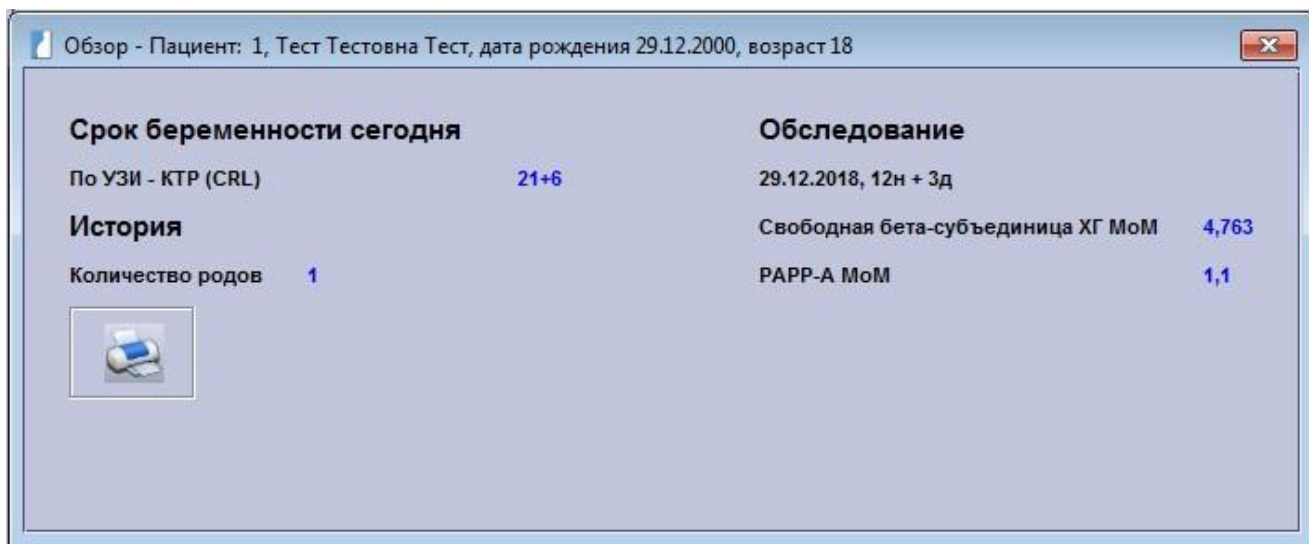 Обзор - Пациент: 1, Тест Тестовна Тест, дата рождения 29.12.2000, возраст 18
Срок беременности сегодня
По УЗИ - КТР (CRL) 21+6
История
Количество родов 1
Обследование
29.12.2018, 12н + 3д
Свободная бета-субъединица ХГ МоМ 4,763
PAPP-A МоМ 1,1